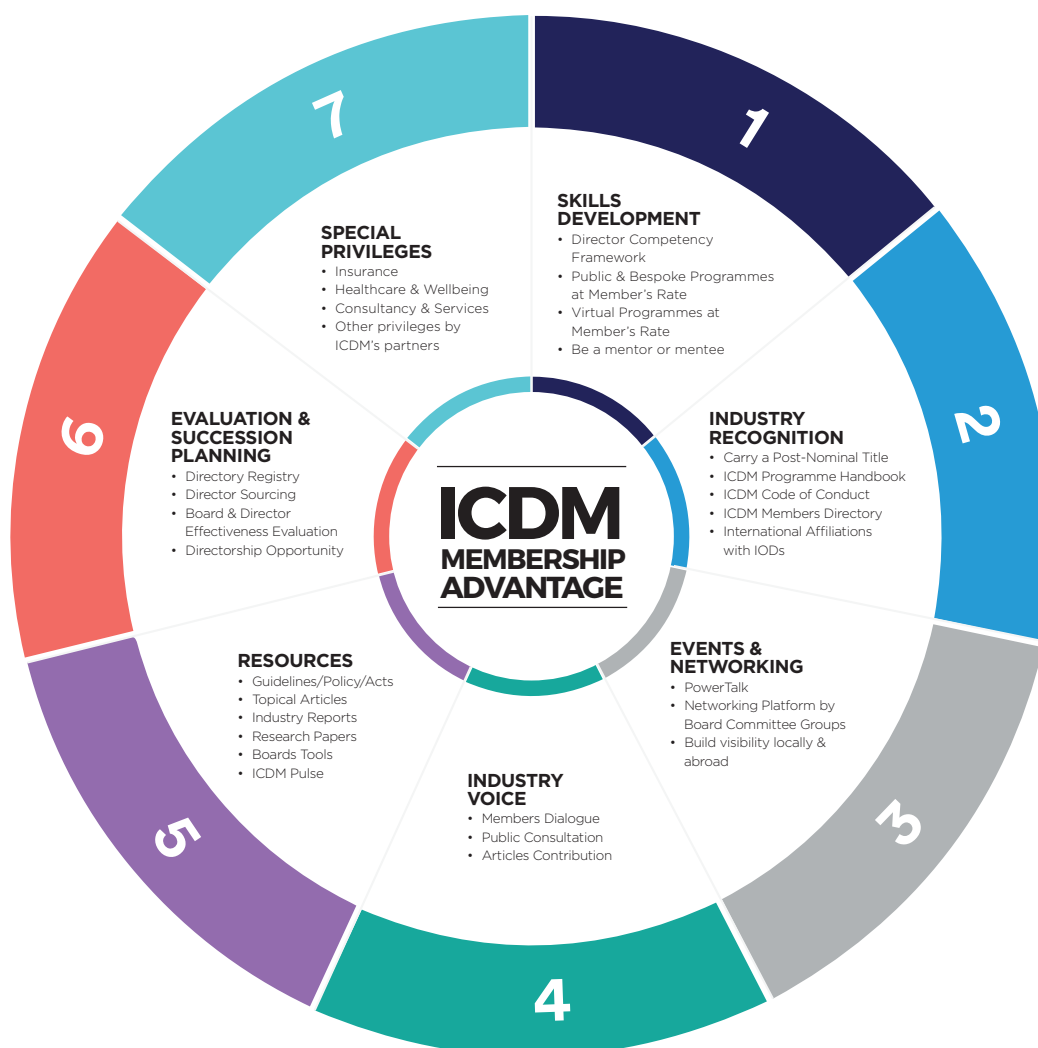 1
SKILLS
DEVELOPMENT
• Director Competency
Framework
• Public & Bespoke Programmes
at Member's Rate
• Virtual Programmes at
Member's Rate
• Be a mentor or mentee
2
INDUSTRY
RECOGNITION
• Carry a Post-Nominal Title
• ICDM Programme Handbook
• ICDM Code of Conduct
• ICDM Members Directory
• International Affiliations
with IODs
3
EVENTS &
NETWORKING
• PowerTalk
• Networking Platform by
Board Committee Groups
• Build visibility locally &
abroad
4
INDUSTRY
VOICE
• Members Dialogue
• Public Consultation
• Articles Contribution
5
RESOURCES
• Guidelines/Policy/Acts
• Topical Articles
• Industry Reports
• Research Papers
• Boards Tools
• ICDM Pulse
6
EVALUATION &
SUCCESSION
PLANNING
• Directory Registry
• Director Sourcing
• Board & Director
Effectiveness Evaluation
• Directorship Opportunity
7
SPECIAL
PRIVILEGES
• Insurance
• Healthcare & Wellbeing
• Consultancy & Services
• Other privileges by
ICDM's partners
ICDM
MEMBERSHIP
ADVANTAGE